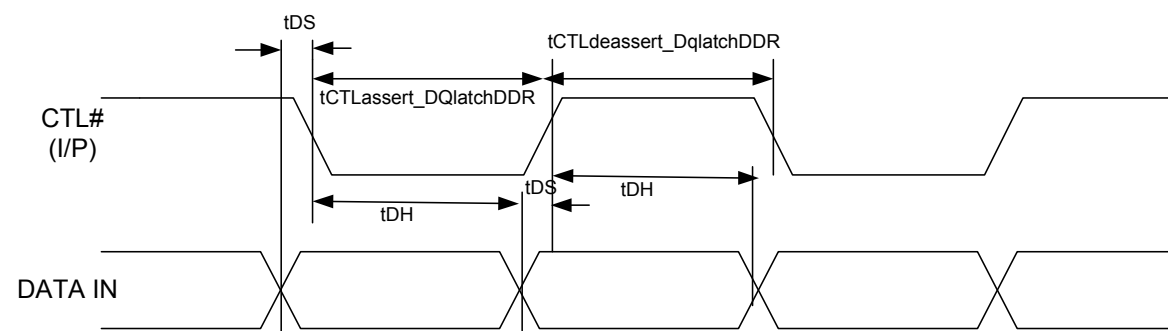 tDS
tCTLdeassert_DqlatchDDR
tCTLassert_DQlatchDDR
CTL#
(I/P)
tDS
tDH
tDH
DATA IN